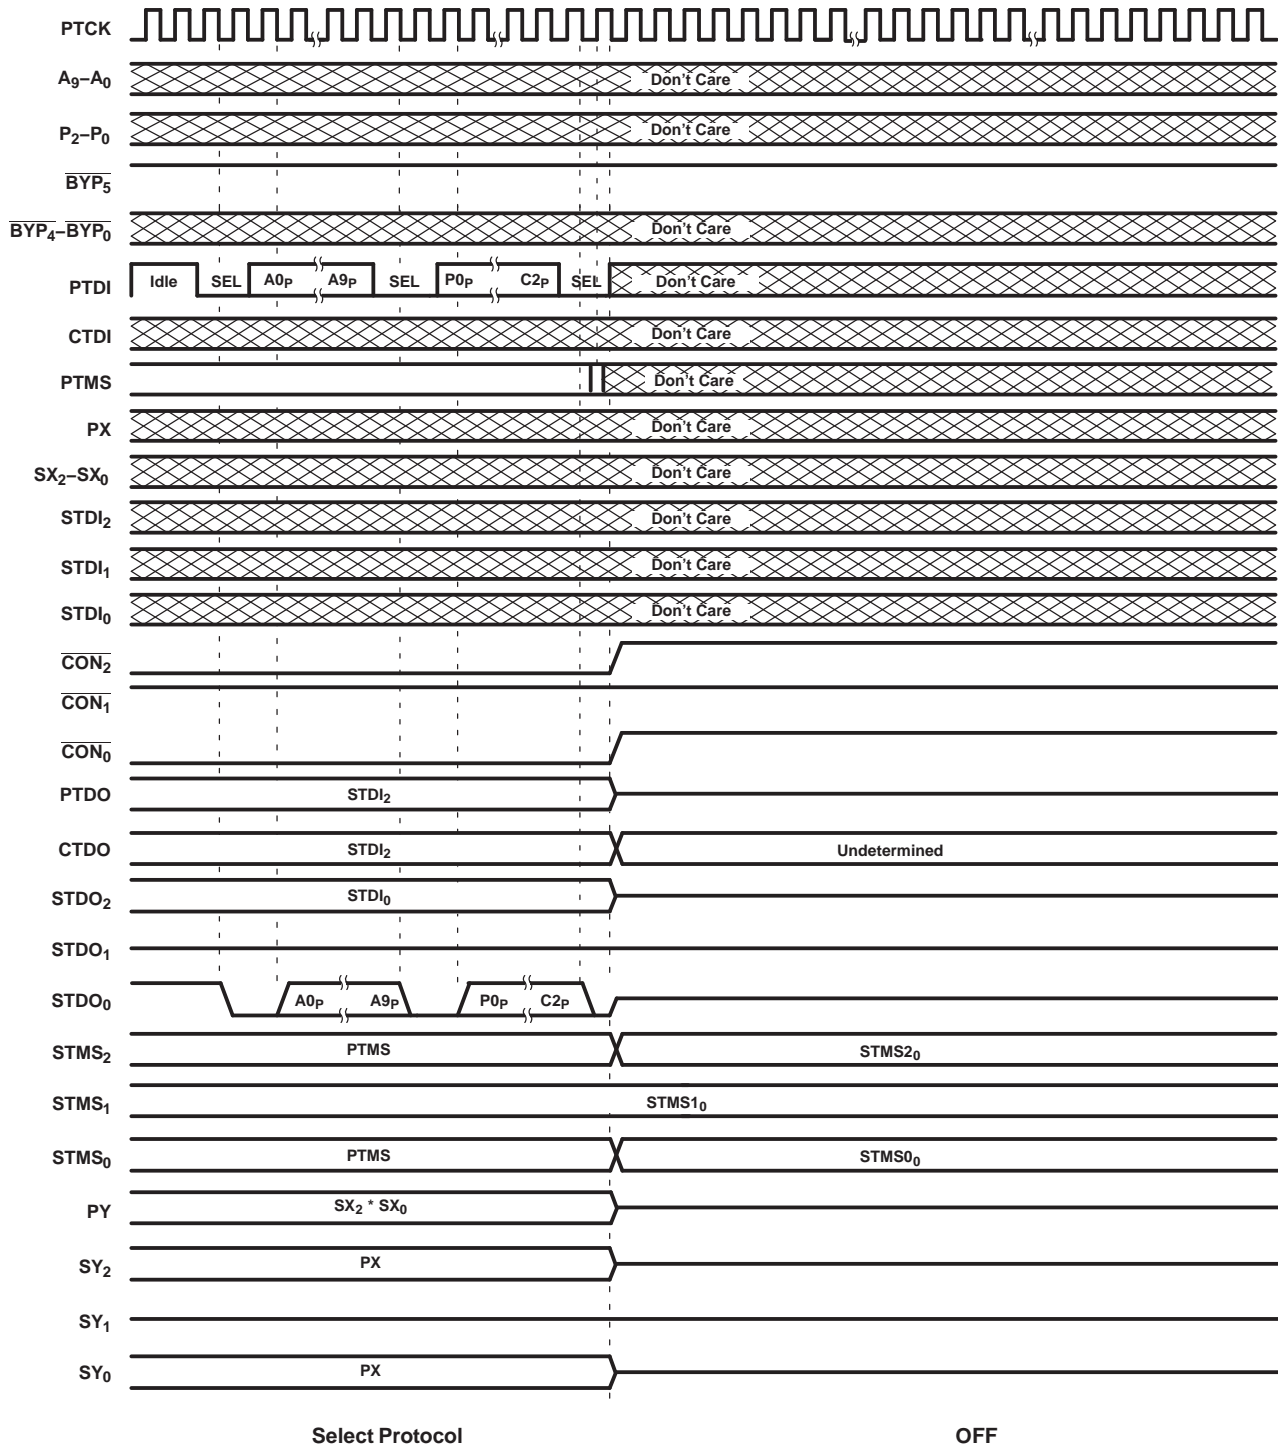 PTCK
A9–A0 Don't Care
P2–P0 Don't Care
BYP5
BYP4–BYP0 Don't Care
PTDI Idle SEL A0P A9P SEL P0P C2P SEL Don't Care
CTDI Don't Care
PTMS Don't Care
PX Don't Care
SX2–SX0 Don't Care
STDI2 Don't Care
STDI1 Don't Care
STDI0 Don't Care
CON2
CON1
CON0
PTDO STDI2
CTDO STDI2 Undetermined
STDO2 STDI0
STDO1
STDO0 A0P A9P P0P C2P
STMS2 PTMS STMS20
STMS1 STMS10
STMS0 PTMS STMS00
PY SX2 * SX0
SY2 PX
SY1
SY0 PX
Select Protocol OFF